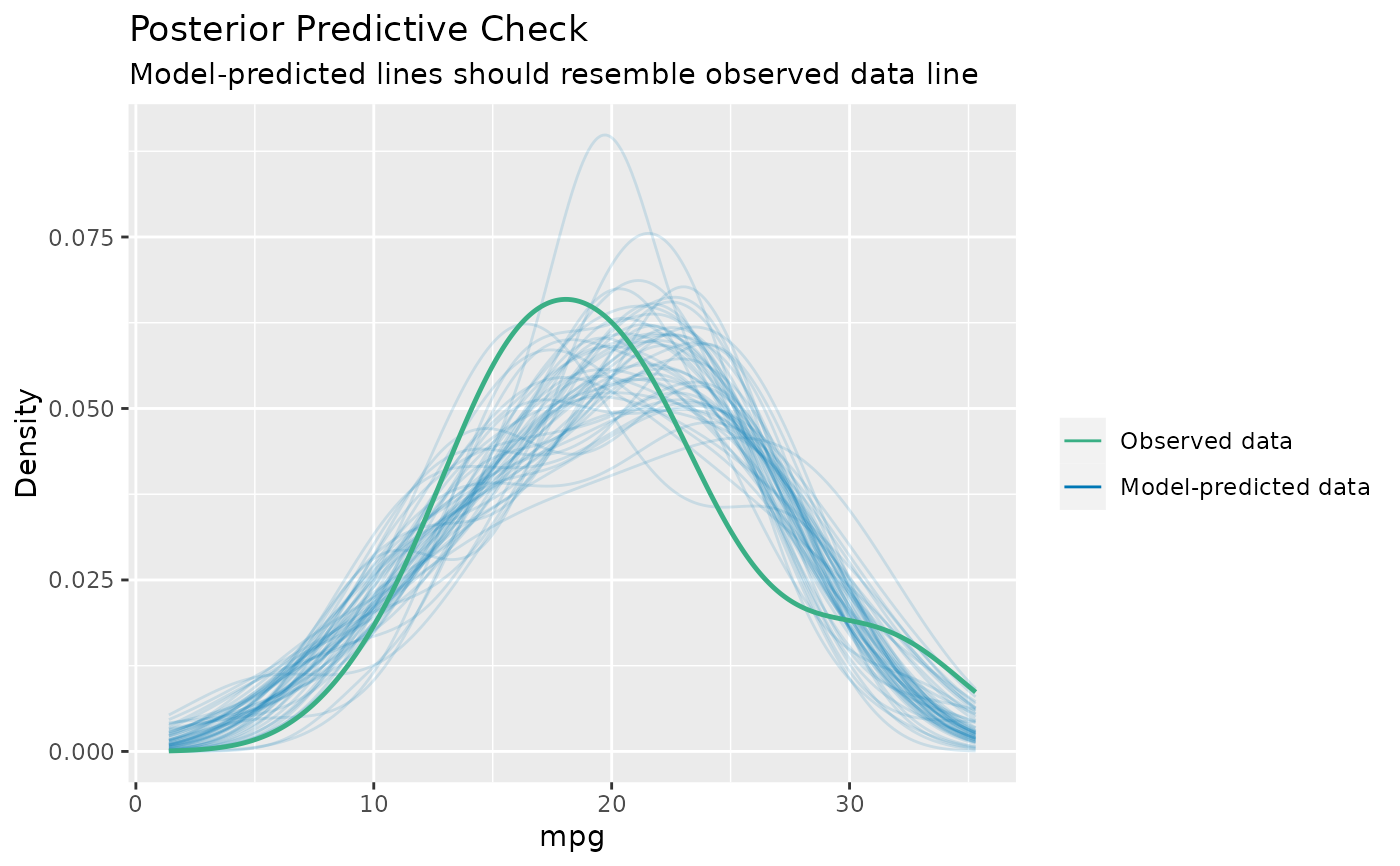 Posterior Predictive Check
Model-predicted lines should resemble observed data line
Density
0.075
0.050
0.025
0.000
0
10
20
30
mpg
Observed data
Model-predicted data